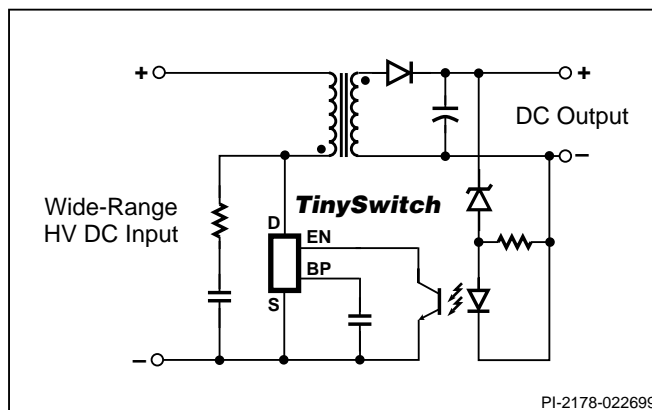 +
+
DC Output
−
Wide-Range
HV DC Input
TinySwitch
D
EN
BP
S
−
PI-2178-022699